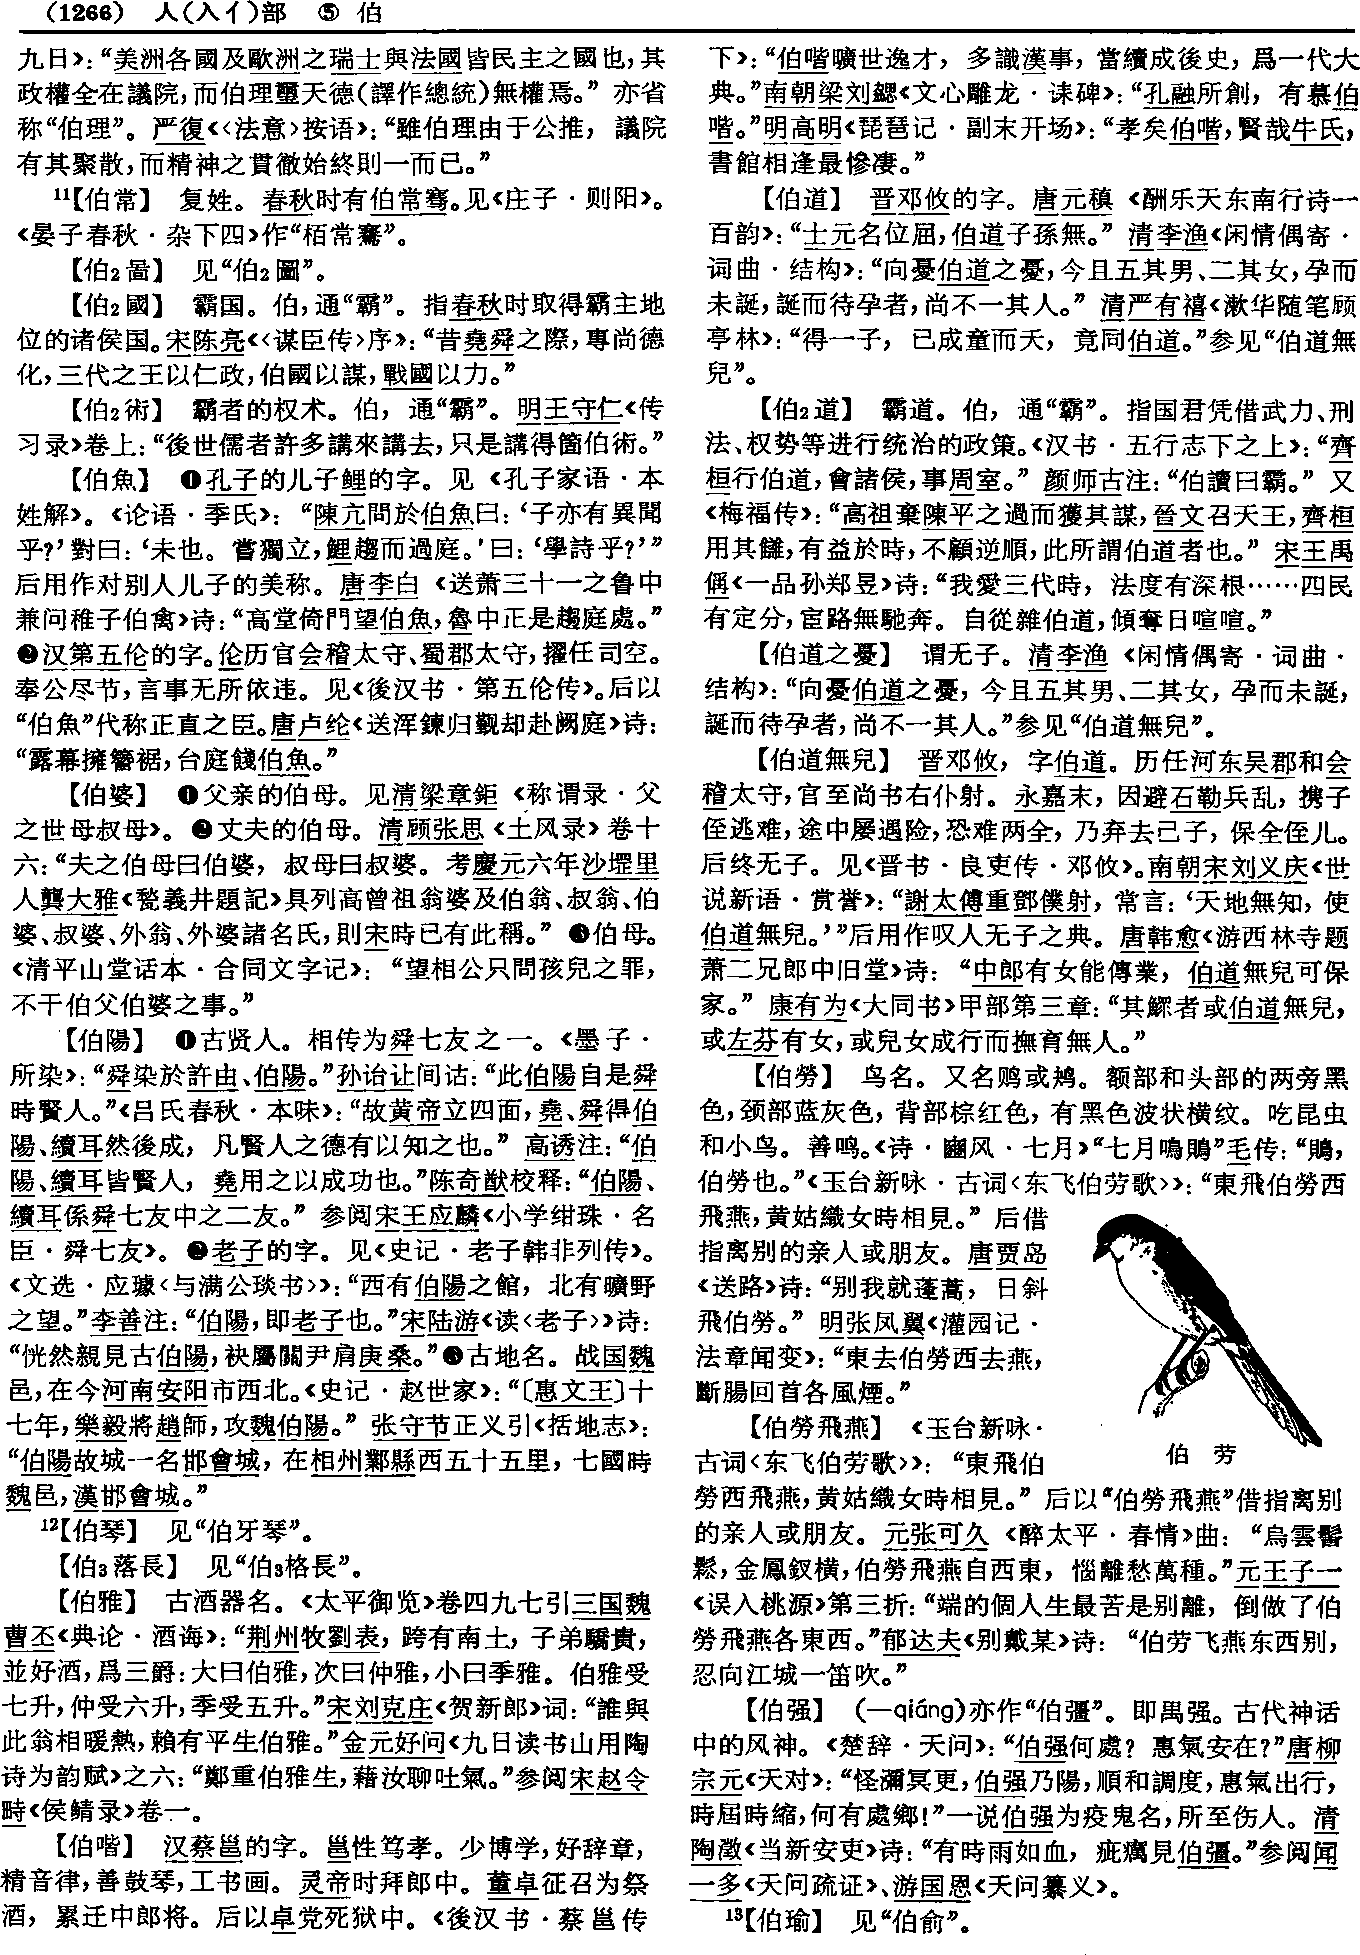 （1266） 人（入亻）部 ⑤ 伯
九日》：“美洲各國及歐洲之瑞士與法國皆民主之國也，其
政權全在議院，而伯理璽天德（譯作總統）無權焉。”亦省
称“伯理”。严復《〈法意〉按语》：“雖伯理由于公推，議院
有其聚散，而精神之貫徹始終則一而已。”
11【伯常】 复姓。春秋时有伯常骞。见《庄子·则阳》。
《晏子春秋·杂下四》作“栢常騫”。
【伯2啚】 见“伯2圖”。
【伯2國】 霸国。伯，通“霸”。指春秋时取得霸主地
位的诸侯国。宋陈亮《〈谋臣传〉序》：“昔堯舜之際，專尚德
化，三代之王以仁政，伯國以謀，戰國以力。”
【伯2術】 霸者的权术。伯，通“霸”。明王守仁《传
习录》卷上：“後世儒者許多講來講去，只是講得箇伯術。”
【伯魚】 ❶孔子的儿子鲤的字。见《孔子家语·本
姓解》。《论语·季氏》：“陳亢問於伯魚曰：‘子亦有異聞
乎？’對曰：‘未也。嘗獨立，鯉趨而過庭。’曰：‘學詩乎？’”
后用作对别人儿子的美称。唐李白《送萧三十一之鲁中
兼问稚子伯禽》诗：“高堂倚門望伯魚，魯中正是趨庭處。”
❷汉第五伦的字。伦历官会稽太守、蜀郡太守，擢任司空。
奉公尽节，言事无所依违。见《後汉书·第五伦传》。后以
“伯魚”代称正直之臣。唐卢纶《送浑鍊归觐却赴阙庭》诗：
“露幕擁簪裾，台庭餞伯魚。”
【伯婆】 ❶父亲的伯母。见清梁章鉅《称谓录·父
之世母叔母》。❷丈夫的伯母。清顾张思《土风录》卷十
六：“夫之伯母曰伯婆，叔母曰叔婆。考慶元六年沙堽里
人龔大雅《甃義井題記》具列高曾祖翁婆及伯翁、叔翁、伯
婆、叔婆、外翁、外婆諸名氏，則宋時已有此稱。”❸伯母。
《清平山堂话本·合同文字记》：“望相公只問孩兒之罪，
不干伯父伯婆之事。”
【伯陽】 ❶古贤人。相传为舜七友之一。《墨子·
所染》：“舜染於許由、伯陽。”孙诒让间诂：“此伯陽自是舜
時賢人。”《吕氏春秋·本味》：“故黄帝立四面，堯、舜得伯
陽、續耳然後成，凡賢人之德有以知之也。”高诱注：“伯
陽、續耳皆賢人，堯用之以成功也。”陈奇猷校释：“伯陽、
續耳係舜七友中之二友。”参阅宋王应麟《小学绀珠·名
臣·舜七友》。❷老子的字。见《史记·老子韩非列传》。
《文选·应璩〈与满公琰书〉》：“西有伯陽之館，北有曠野
之望。”李善注：“伯陽，即老子也。”宋陆游《读〈老子〉》诗：
“恍然親見古伯陽，袂屬關尹肩庚桑。”❸古地名。战国魏
邑，在今河南安阳市西北。《史记·赵世家》：“〔惠文王〕十
七年，樂毅將趙師，攻魏伯陽。”张守节正义引《括地志》：
“伯陽故城一名邯會城，在相州鄴縣西五十五里，七國時
魏邑，漢邯會城。”
12【伯琴】 见“伯牙琴”。
【伯3落長】 见“伯3格長”。
【伯雅】 古酒器名。《太平御览》卷四九七引三国魏
曹丕《典论·酒诲》：“荆州牧劉表，跨有南土，子弟驕貴，
並好酒，爲三爵：大曰伯雅，次曰仲雅，小曰季雅。伯雅受
七升，仲受六升，季受五升。”宋刘克庄《贺新郎》词：“誰與
此翁相暖熱，賴有平生伯雅。”金元好问《九日读书山用陶
诗为韵赋》之六：“鄭重伯雅生，藉汝聊吐氣。”参阅宋赵令
畤《侯鲭录》卷一。
【伯喈】 汉蔡邕的字。邕性笃孝。少博学，好辞章，
精音律，善鼓琴，工书画。灵帝时拜郎中。董卓征召为祭
酒，累迁中郎将。后以卓党死狱中。《後汉书·蔡邕传
下》：“伯喈曠世逸才，多識漢事，當續成後史，爲一代大
典。”南朝梁刘勰《文心雕龙·诔碑》：“孔融所創，有慕伯
喈。”明高明《琵琶记·副末开场》：“孝矣伯喈，賢哉牛氏，
書館相逢最慘凄。”
【伯道】 晋邓攸的字。唐元稹《酬乐天东南行诗一
百韵》：“士元名位屈，伯道子孫無。”清李渔《闲情偶寄·
词曲·结构》：“向憂伯道之憂，今且五其男、二其女，孕而
未誕，誕而待孕者，尚不一其人。”清严有禧《漱华随笔顾
亭林》：“得一子，已成童而夭，竟同伯道。”参见“伯道無
兒”。
【伯2道】 霸道。伯，通“霸”。指国君凭借武力、刑
法、权势等进行统治的政策。《汉书·五行志下之上》：“齊
桓行伯道，會諸侯，事周室。”颜师古注：“伯讀曰霸。”又
《梅福传》：“高祖棄陳平之過而獲其謀，晉文召天王，齊桓
用其讎，有益於時，不顧逆順，此所謂伯道者也。”宋王禹
偁《一品孙郑昱》诗：“我愛三代時，法度有深根……四民
有定分，宦路無馳奔。自從雜伯道，傾奪日喧喧。”
【伯道之憂】 谓无子。清李渔《闲情偶寄·词曲·
结构》：“向憂伯道之憂，今且五其男、二其女，孕而未誕，
誕而待孕者，尚不一其人。”参见“伯道無兒”。
【伯道無兒】 晋邓攸，字伯道。历任河东吴郡和会
稽太守，官至尚书右仆射。永嘉末，因避石勒兵乱，携子
侄逃难，途中屡遇险，恐难两全，乃弃去己子，保全侄儿。
后终无子。见《晋书·良吏传·邓攸》。南朝宋刘义庆《世
说新语·赏誉》：“謝太傅重鄧僕射，常言：‘天地無知，使
伯道無兒。’”后用作叹人无子之典。唐韩愈《游西林寺题
萧二兄郎中旧堂》诗：“中郎有女能傳業，伯道無兒可保
家。”康有为《大同书》甲部第三章：“其鰥者或伯道無兒，
或左芬有女，或兒女成行而撫育無人。”
【伯勞】 鸟名。又名鵙或鴂。额部和头部的两旁黑
色，颈部蓝灰色，背部棕红色，有黑色波状横纹。吃昆虫
和小鸟。善鸣。《诗·豳风·七月》“七月鳴鵙”毛传：“鵙，
伯勞也。”《玉台新咏·古词〈东飞伯劳歌〉》：“東飛伯勞西
飛燕，黄姑織女時相見。”后借
指离别的亲人或朋友。唐贾岛
《送路》诗：“别我就蓬蒿，日斜
飛伯勞。”明张凤翼《灌园记·
法章闻变》：“東去伯勞西去燕，
斷腸回首各風煙。”
伯 劳
【伯勞飛燕】 《玉台新咏·
古词〈东飞伯劳歌〉》：“東飛伯
勞西飛燕，黄姑織女時相見。”后以“伯勞飛燕”借指离别
的亲人或朋友。元张可久《醉太平·春情》曲：“烏雲髻
鬆，金鳳釵横，伯勞飛燕自西東，惱離愁萬種。”元王子一
《误入桃源》第三折：“端的個人生最苦是别離，倒做了伯
勞飛燕各東西。”郁达夫《别戴某》诗：“伯劳飞燕东西别，
忍向江城一笛吹。”
【伯强】 （—qiáng）亦作“伯彊”。即禺强。古代神话
中的风神。《楚辞·天问》：“伯强何處？惠氣安在？”唐柳
宗元《天对》：“怪瀰冥更，伯强乃陽，順和調度，惠氣出行，
時屆時縮，何有處鄉！”一说伯强为疫鬼名，所至伤人。清
陶澂《当新安吏》诗：“有時雨如血，疵癘見伯彊。”参阅闻
一多《天问疏证》、游国恩《天问纂义》。
13【伯瑜】 见“伯俞”。